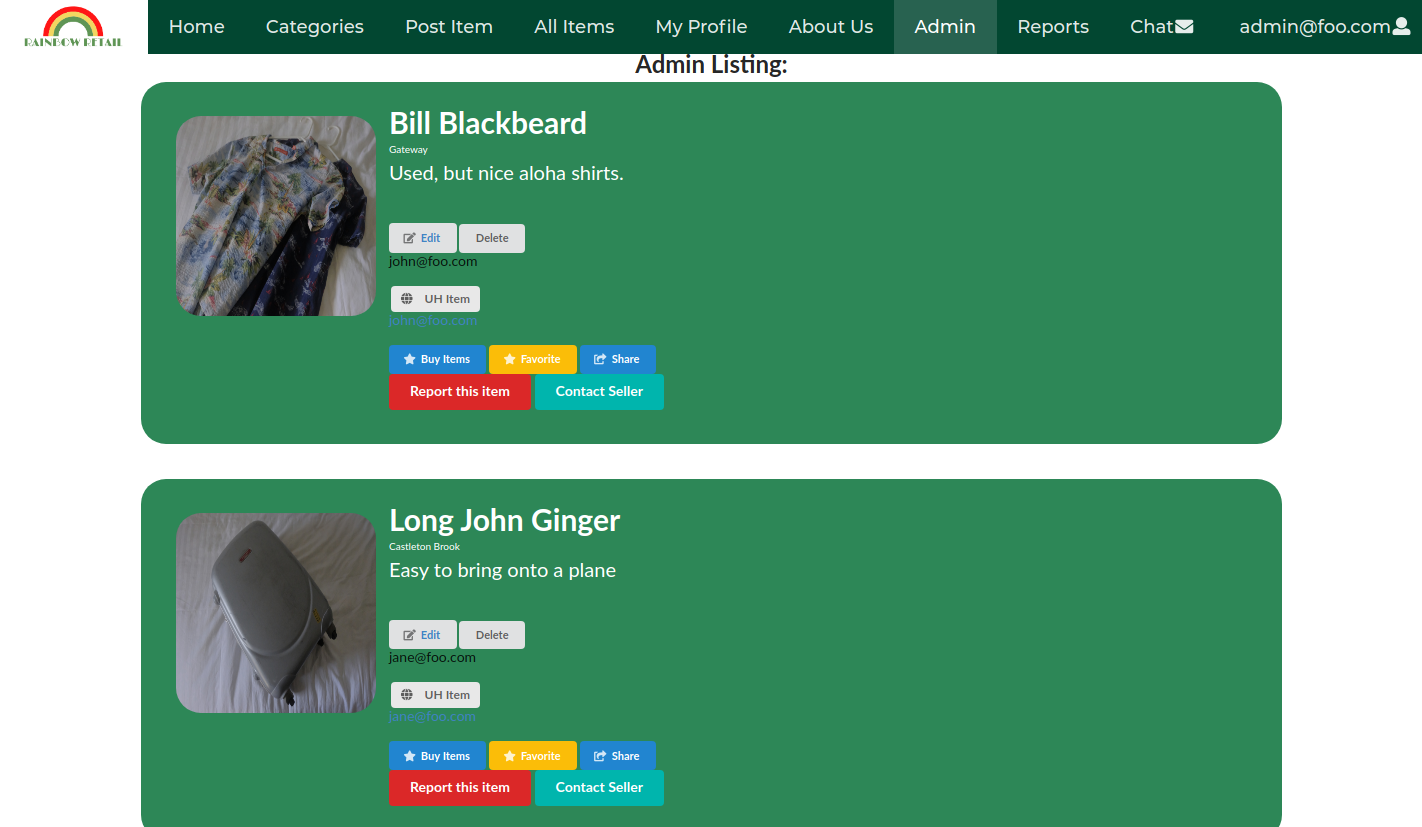 RAINBOW RETAIL
Home Categories Post Item All Items My Profile About Us Admin Reports Chat admin@foo.com
Admin Listing:
Bill Blackbeard
Gateway
Used, but nice aloha shirts.
Edit Delete
john@foo.com
UH Item
john@foo.com
Buy Items Favorite Share
Report this item Contact Seller
Long John Ginger
Castleton Brook
Easy to bring onto a plane
Edit Delete
jane@foo.com
UH Item
jane@foo.com
Buy Items Favorite Share
Report this item Contact Seller